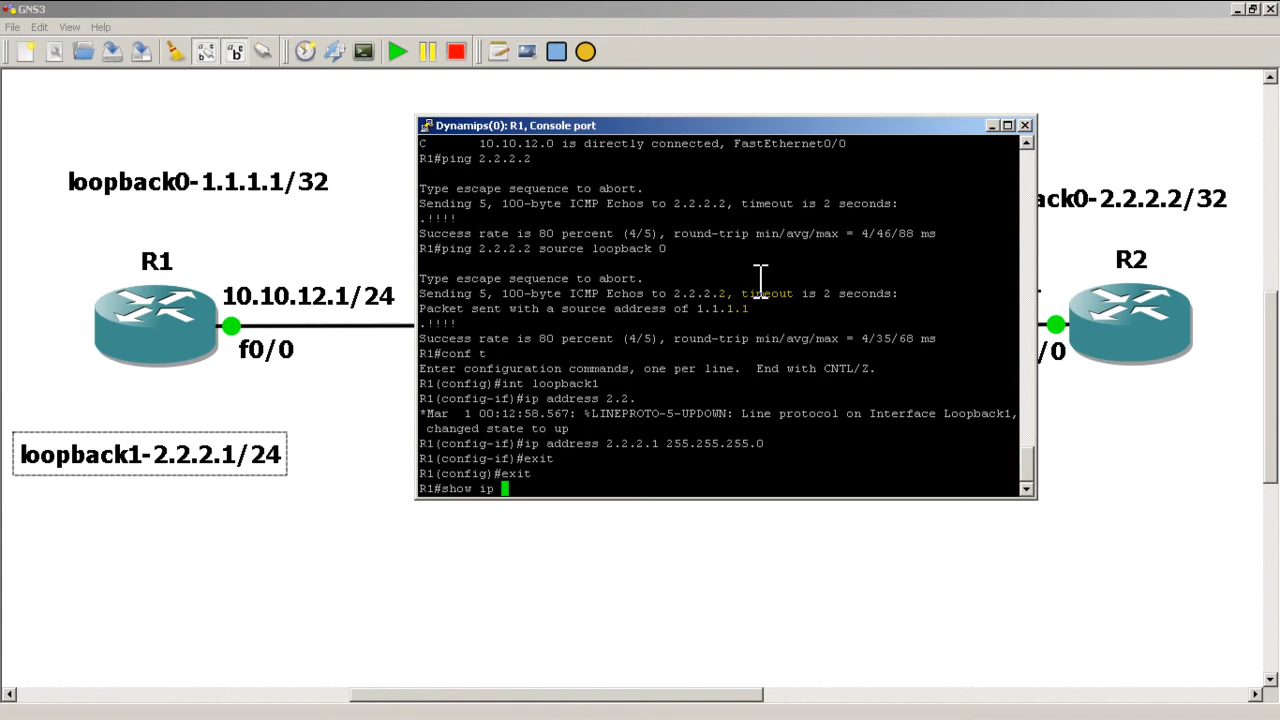 GNS3
File Edit View Help
loopback0-1.1.1.1/32
R1
10.10.12.1/24
f0/0
loopback1-2.2.2.1/24
Dynamips(0): R1, Console port
C 10.10.12.0 is directly connected, FastEthernet0/0
R1#ping 2.2.2.2
Type escape sequence to abort.
Sending 5, 100-byte ICMP Echos to 2.2.2.2, timeout is 2 seconds:
.!!!!
Success rate is 80 percent (4/5), round-trip min/avg/max = 4/46/88 ms
R1#ping 2.2.2.2 source loopback 0
Type escape sequence to abort.
Sending 5, 100-byte ICMP Echos to 2.2.2.2, timeout is 2 seconds:
Packet sent with a source address of 1.1.1.1
.!!!!
Success rate is 80 percent (4/5), round-trip min/avg/max = 4/35/68 ms
R1#conf t
Enter configuration commands, one per line. End with CNTL/Z.
R1(config)#int loopback1
R1(config-if)#ip address 2.2.
*Mar 1 00:12:58.567: %LINEPROTO-5-UPDOWN: Line protocol on Interface Loopback1,
changed state to up
R1(config-if)#ip address 2.2.2.1 255.255.255.0
R1(config-if)#exit
R1(config)#exit
R1#show ip
ack0-2.2.2.2/32
R2
/0